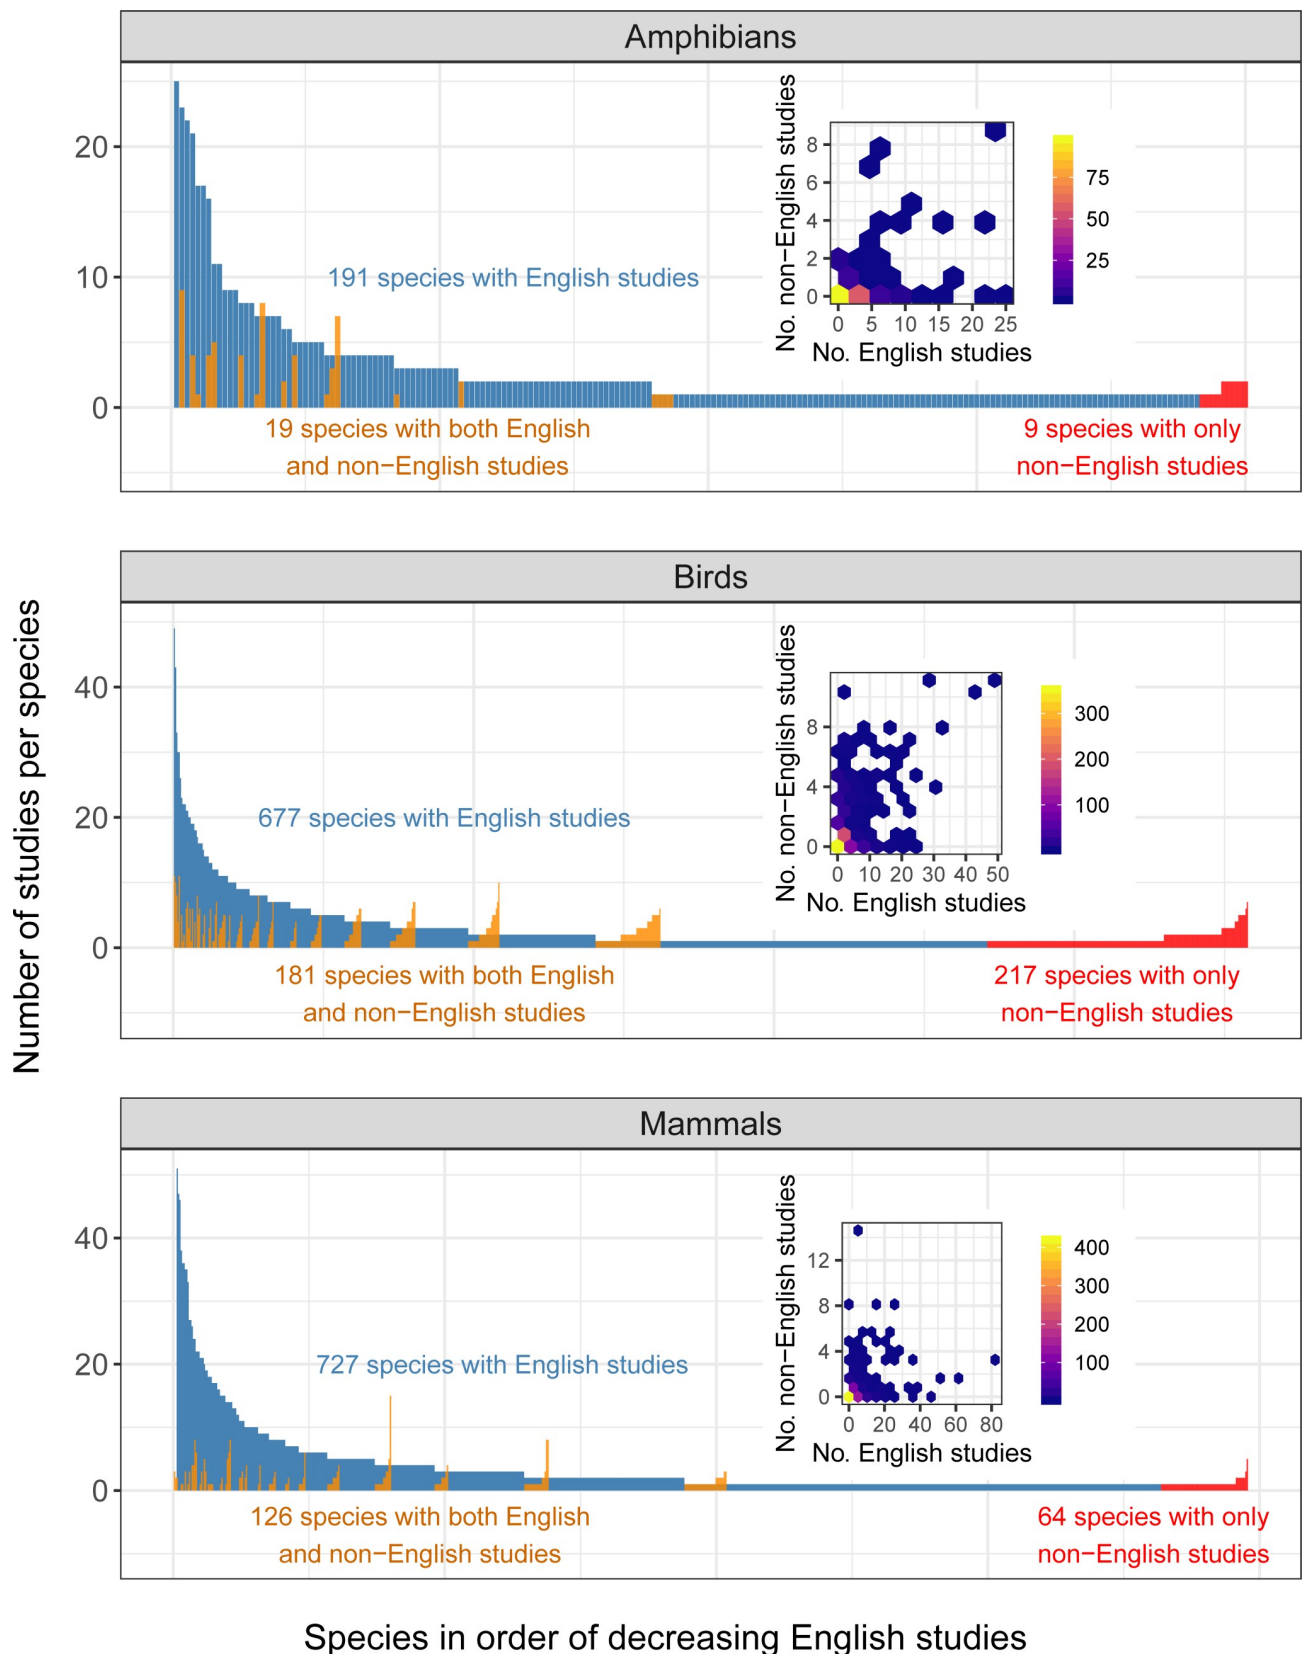 Number of studies per species
Amphibians
20
10
0
191 species with English studies
19 species with both English
and non−English studies
9 species with only
non−English studies
No. non−English studies
8
6
4
2
0
0 5 10 15 20 25
No. English studies
75
50
25
Birds
40
20
0
677 species with English studies
181 species with both English
and non−English studies
217 species with only
non−English studies
No. non−English studies
8
4
0
0 10 20 30 40 50
No. English studies
300
200
100
Mammals
40
20
0
727 species with English studies
126 species with both English
and non−English studies
64 species with only
non−English studies
No. non−English studies
12
8
4
0
0 20 40 60 80
No. English studies
400
300
200
100
Species in order of decreasing English studies